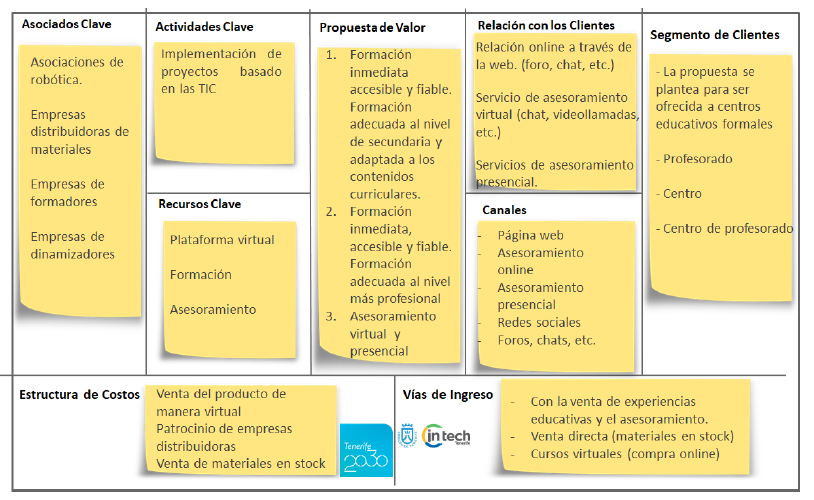 Asociados Clave
Asociaciones de
robótica.
Empresas
distribuidoras de
materiales
Empresas de
formadores
Empresas de
dinamizadores
Actividades Clave
Implementación de
proyectos basado
en las TIC
Recursos Clave
Plataforma virtual
Formación
Asesoramiento
Propuesta de Valor
1. Formación
inmediata
accesible y fiable.
Formación
adecuada al nivel
de secundaria y
adaptada a los
contenidos
curriculares.
2. Formación
inmediata,
accesible y fiable.
Formación
adecuada al nivel
más profesional
3. Asesoramiento
virtual y
presencial
Relación con los Clientes
Relación online a través de
la web. (foro, chat, etc.)
Servicio de asesoramiento
virtual (chat, videollamadas,
etc.)
Servicios de asesoramiento
presencial.
Canales
- Página web
- Asesoramiento
online
- Asesoramiento
presencial
- Redes sociales
- Foros, chats, etc.
Segmento de Clientes
- La propuesta se
plantea para ser
ofrecida a centros
educativos formales
- Profesorado
- Centro
- Centro de profesorado
Estructura de Costos
Venta del producto de
manera virtual
Patrocinio de empresas
distribuidoras
Venta de materiales en stock
Tenerife
2030
intech
Tenerife
Vías de Ingreso
- Con la venta de experiencias
educativas y el asesoramiento.
- Venta directa (materiales en stock)
- Cursos virtuales (compra online)